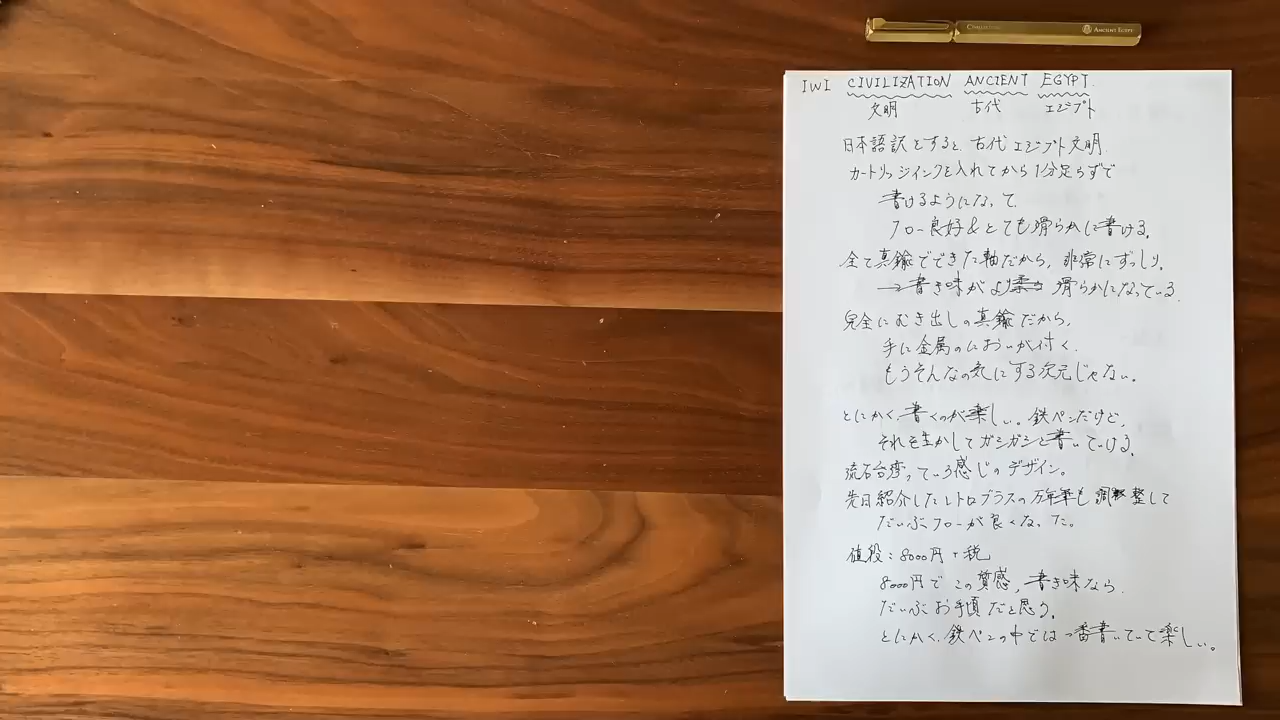 CIVILIZATION ANCIENT EGYPT
IWI CIVILIZATION ANCIENT EGYPT.
文明 古代 エジプト
日本語訳とすると、古代エジプト文明.
カートリッジインクを入れてから1分足らずで
書けるようになって、
フロー良好&とても滑らかに書ける。
全て真鍮でできた軸だから、非常にずっしり。
→書き味がより 滑らかになっている.
完全にむき出しの真鍮だから、
手に金属のにおいが付く.
もうそんなの気にする次元じゃない。
とにかく、書くのが楽しい。鉄ペンだけど、
それを生かしてガシガシと書いていける。
流石台湾っていう感じのデザイン。
先日紹介したレトロブラスの万年筆も調整して
だいぶフローが良くなった。
値段:8000円+税
8000円でこの質感、書き味なら、
だいぶお手頃だと思う。
とにかく、鉄ペンの中では一番書いていて楽しい。